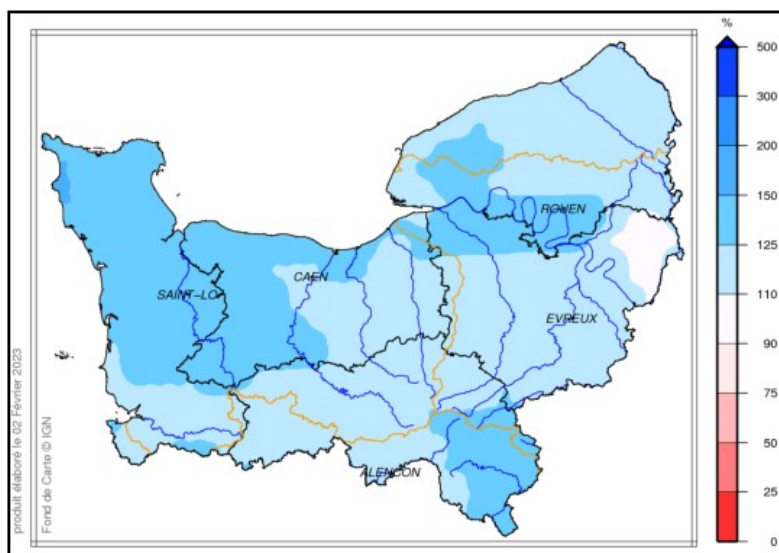 %
500
300
200
150
125
110
90
75
50
25
0
ROUEN
CAEN
SAINT-LO
EVREUX
ALENCON
produit élaboré le 02 Février 2023
Fond de Carte © IGN